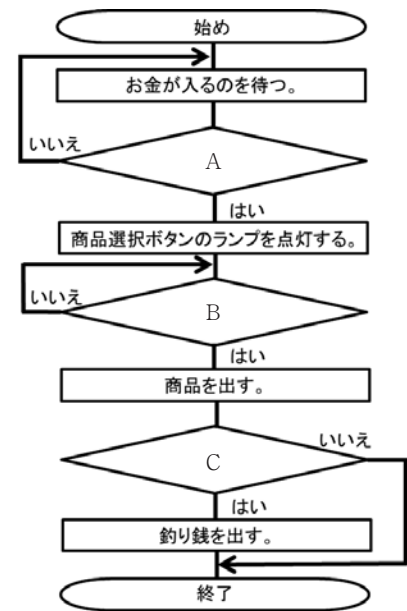 始め
お金が入るのを待つ。
いいえ
A
はい
商品選択ボタンのランプを点灯する。
いいえ
B
はい
商品を出す。
いいえ
C
はい
釣り銭を出す。
終了